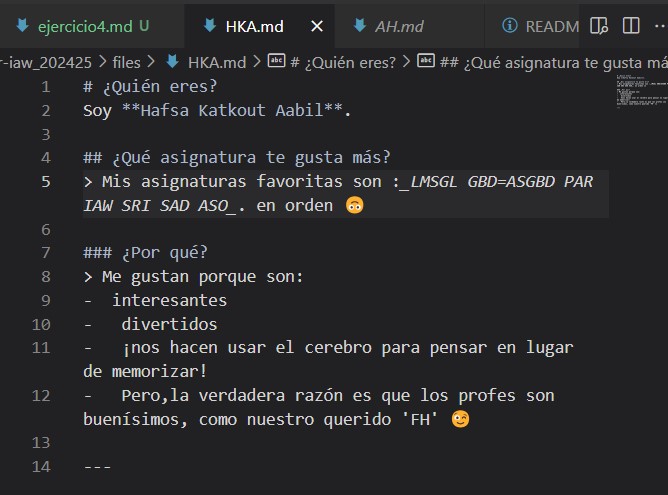 ejercicio4.md U HKA.md AH.md READM
r-iaw_202425 > files > HKA.md > # ¿Quién eres? > ## ¿Qué asignatura te gusta má
1 # ¿Quién eres?
2 Soy **Hafsa Katkout Aabil**.
3
4 ## ¿Qué asignatura te gusta más?
5 > Mis asignaturas favoritas son :_LMSGL GBD=ASGBD PAR
IAW SRI SAD ASO_. en orden 🙃
6
7 ### ¿Por qué?
8 > Me gustan porque son:
9 -  interesantes
10 -   divertidos
11 -   ¡nos hacen usar el cerebro para pensar en lugar
de memorizar!
12 -   Pero,la verdadera razón es que los profes son
buenísimos, como nuestro querido 'FH' 😉
13
14 ---